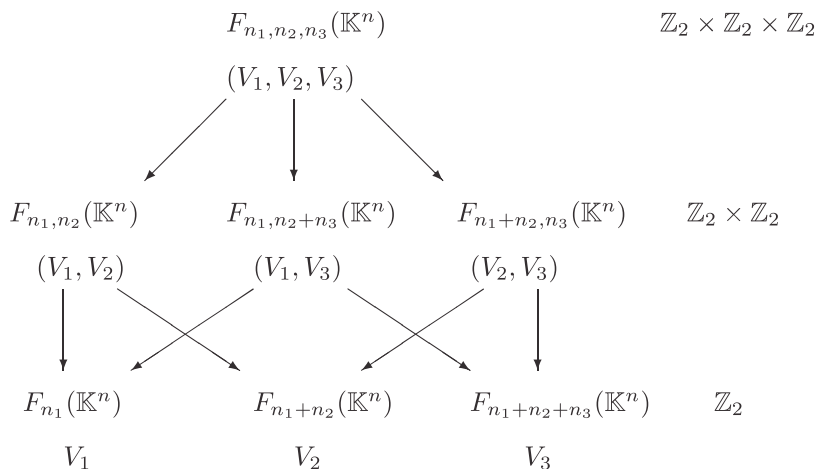 F_{n_1,n_2,n_3}(𝕂^n) ℤ_2 × ℤ_2 × ℤ_2
(V_1, V_2, V_3)
F_{n_1,n_2}(𝕂^n) F_{n_1,n_2+n_3}(𝕂^n) F_{n_1+n_2,n_3}(𝕂^n) ℤ_2 × ℤ_2
(V_1, V_2) (V_1, V_3) (V_2, V_3)
F_{n_1}(𝕂^n) F_{n_1+n_2}(𝕂^n) F_{n_1+n_2+n_3}(𝕂^n) ℤ_2
V_1 V_2 V_3